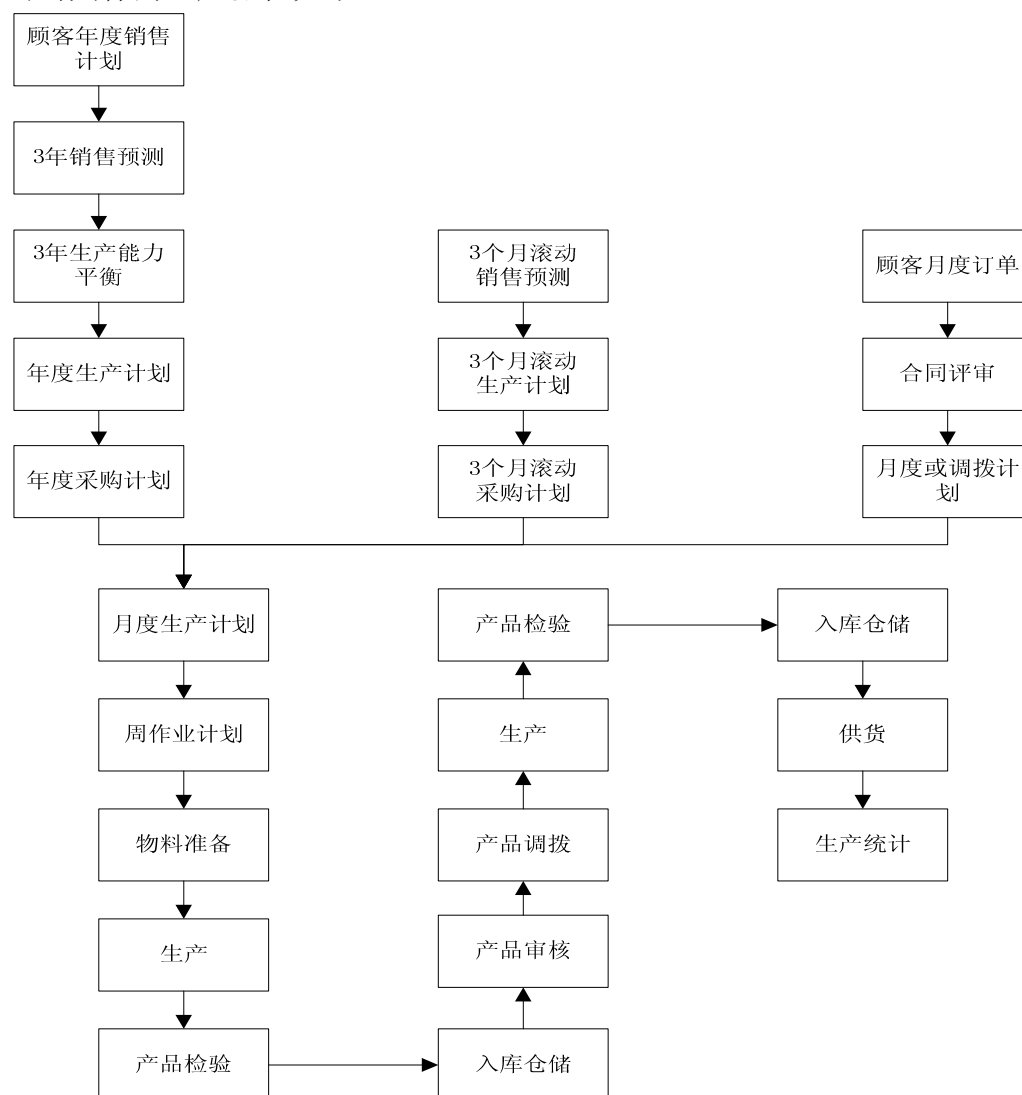 顾客年度销售
计划
3年销售预测
3年生产能力
平衡
3个月滚动
销售预测
顾客月度订单
年度生产计划
3个月滚动
生产计划
合同评审
年度采购计划
3个月滚动
采购计划
月度或调拨计
划
月度生产计划
产品检验
入库仓储
周作业计划
生产
供货
物料准备
产品调拨
生产统计
生产
产品审核
产品检验
入库仓储